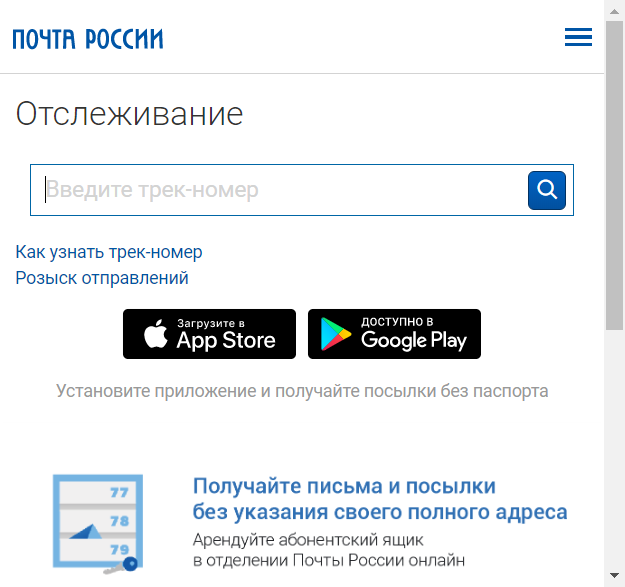 ПОЧТА РОССИИ
Отслеживание
Введите трек-номер
Как узнать трек-номер
Розыск отправлений
Загрузите в
App Store
ДОСТУПНО В
Google Play
Установите приложение и получайте посылки без паспорта
77
78
79
Получайте письма и посылки
без указания своего полного адреса
Арендуйте абонентский ящик
в отделении Почты России онлайн